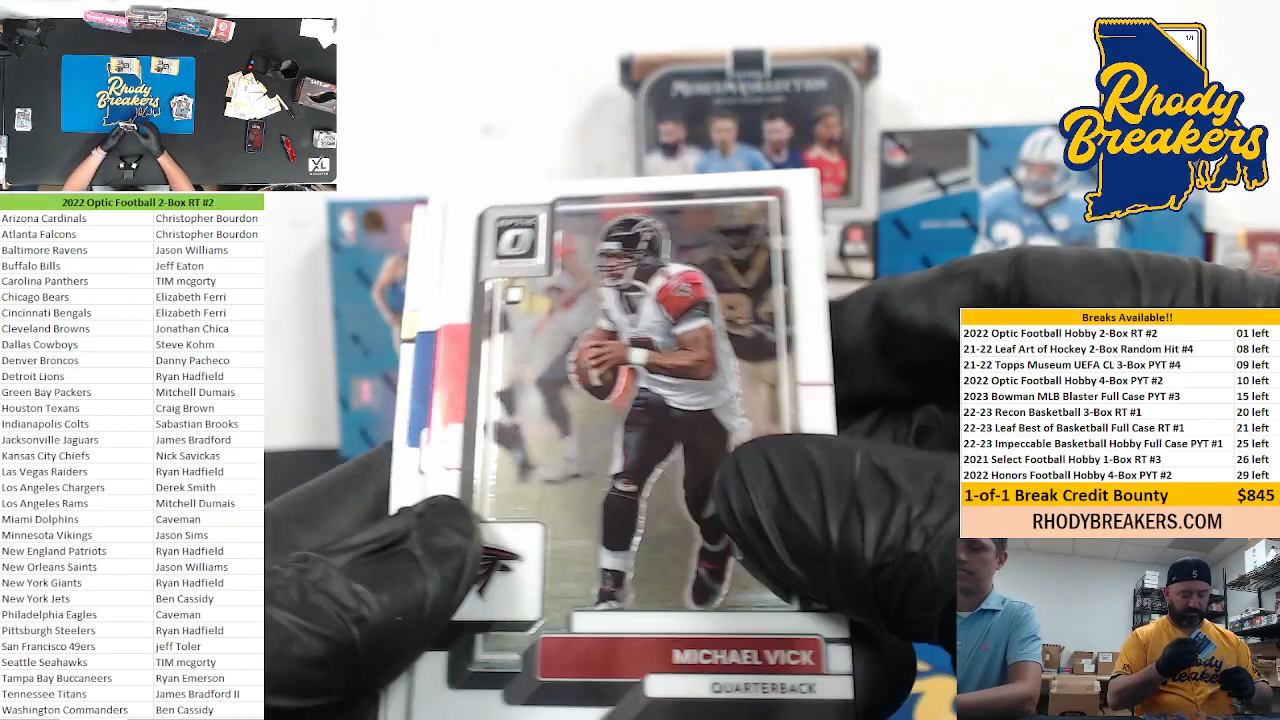 Rhody
Breakers
XL
2022 Optic Football 2-Box RT #2
Arizona Cardinals Christopher Bourdon
Atlanta Falcons Christopher Bourdon
Baltimore Ravens Jason Williams
Buffalo Bills Jeff Eaton
Carolina Panthers TIM mcgorty
Chicago Bears Elizabeth Ferri
Cincinnati Bengals Elizabeth Ferri
Cleveland Browns Jonathan Chica
Dallas Cowboys Steve Kohm
Denver Broncos Danny Pacheco
Detroit Lions Ryan Hadfield
Green Bay Packers Mitchell Dumais
Houston Texans Craig Brown
Indianapolis Colts Sabastian Brooks
Jacksonville Jaguars James Bradford
Kansas City Chiefs Nick Savickas
Las Vegas Raiders Ryan Hadfield
Los Angeles Chargers Derek Smith
Los Angeles Rams Mitchell Dumais
Miami Dolphins Caveman
Minnesota Vikings Jason Sims
New England Patriots Ryan Hadfield
New Orleans Saints Jason Williams
New York Giants Ryan Hadfield
New York Jets Ben Cassidy
Philadelphia Eagles Caveman
Pittsburgh Steelers Ryan Hadfield
San Francisco 49ers jeff Toler
Seattle Seahawks TIM mcgorty
Tampa Bay Buccaneers Ryan Emerson
Tennessee Titans James Bradford II
Washington Commanders Ben Cassidy
MUSEUM COLLECTION
OPTIC
MICHAEL VICK
QUARTERBACK
1/1
Rhody
Breakers
Breaks Available!!
2022 Optic Football Hobby 2-Box RT #2 01 left
21-22 Leaf Art of Hockey 2-Box Random Hit #4 08 left
21-22 Topps Museum UEFA CL 3-Box PYT #4 09 left
2022 Optic Football Hobby 4-Box PYT #2 10 left
2023 Bowman MLB Blaster Full Case PYT #3 15 left
22-23 Recon Basketball 3-Box RT #1 20 left
22-23 Leaf Best of Basketball Full Case RT #1 21 left
22-23 Impeccable Basketball Hobby Full Case PYT #1 25 left
2021 Select Football Hobby 1-Box RT #3 26 left
2022 Honors Football Hobby 4-Box PYT #2 29 left
1-of-1 Break Credit Bounty $845
RHODYBREAKERS.COM
5
Rhody
Breakers